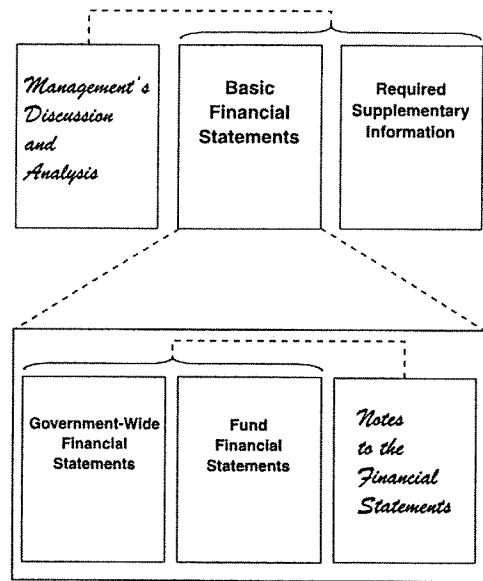 Management's
Discussion
and
Analysis
Basic
Financial
Statements
Required
Supplementary
Information
Government-Wide
Financial
Statements
Fund
Financial
Statements
Notes
to the
Financial
Statements